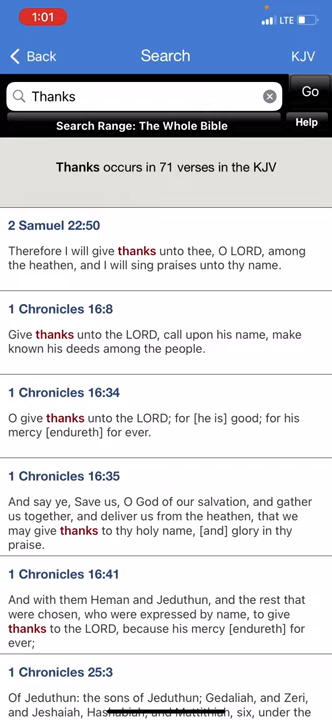 1:01
LTE
Back
Search
KJV
Thanks
Go
Search Range: The Whole Bible
Help
Thanks occurs in 71 verses in the KJV
2 Samuel 22:50
Therefore I will give thanks unto thee, O LORD, among
the heathen, and I will sing praises unto thy name.
1 Chronicles 16:8
Give thanks unto the LORD, call upon his name, make
known his deeds among the people.
1 Chronicles 16:34
O give thanks unto the LORD; for [he is] good; for his
mercy [endureth] for ever.
1 Chronicles 16:35
And say ye, Save us, O God of our salvation, and gather
us together, and deliver us from the heathen, that we
may give thanks to thy holy name, [and] glory in thy
praise.
1 Chronicles 16:41
And with them Heman and Jeduthun, and the rest that
were chosen, who were expressed by name, to give
thanks to the LORD, because his mercy [endureth] for
ever;
1 Chronicles 25:3
Of Jeduthun: the sons of Jeduthun; Gedaliah, and Zeri,
and Jeshaiah, Hashabiah, and Mattithiah, six, under the